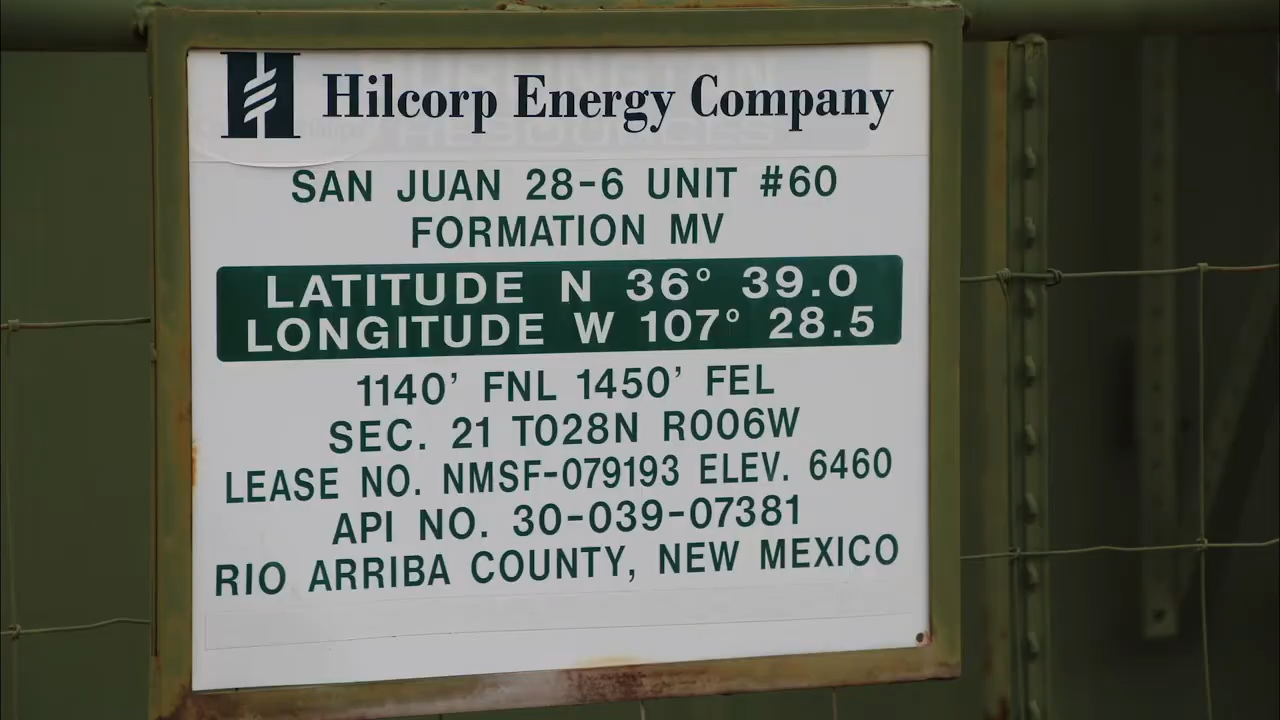 Hilcorp Energy Company
SAN JUAN 28-6 UNIT #60
FORMATION MV
LATITUDE N 36° 39.0
LONGITUDE W 107° 28.5
1140' FNL 1450' FEL
SEC. 21 T028N R006W
LEASE NO. NMSF-079193 ELEV. 6460
API NO. 30-039-07381
RIO ARRIBA COUNTY, NEW MEXICO